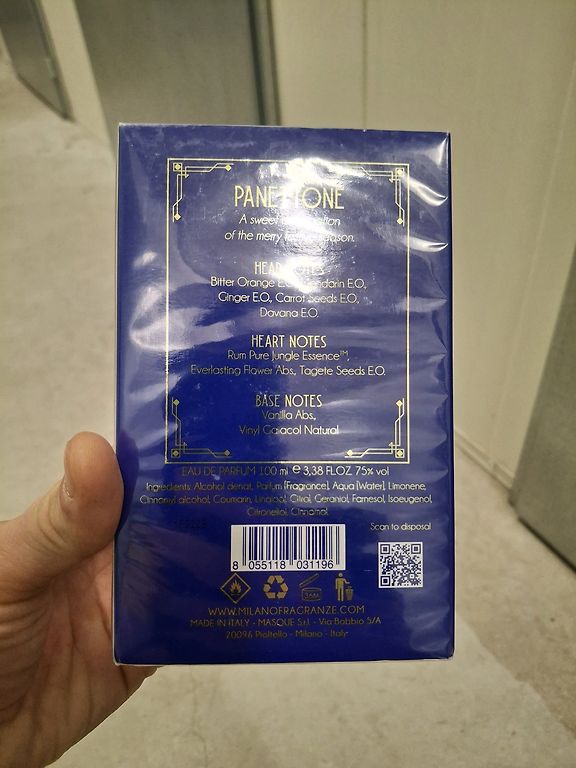 PANETTONE
A sweet
of the merry season.
HEAD NOTES
Bitter Orange E.O., Mandarin E.O.,
Ginger E.O., Carrot Seeds E.O.,
Davana E.O.
HEART NOTES
Rum Pure Jungle Essence™,
Everlasting Flower Abs, Tagete Seeds E.O.
BASE NOTES
Vanilla Abs,
Vinyl Gaiacol Natural
EAU DE PARFUM 100 ml ℮ 3,38 FL.OZ. 75% vol
Ingredients: Alcohol denat., Parfum [Fragrance], Aqua [Water], Limonene,
Cinnamyl alcohol, Coumarin, Linalool, Citral, Geraniol, Farnesol, Isoeugenol,
Citronellol, Cinnamal.
Scan to disposal
8 055118 031196
WWW.MILANOFRAGRANZE.COM
MADE IN ITALY - MASQUE S.r.l. - Via Bobbio 5/A
20096 Pioltello - Milano - Italy